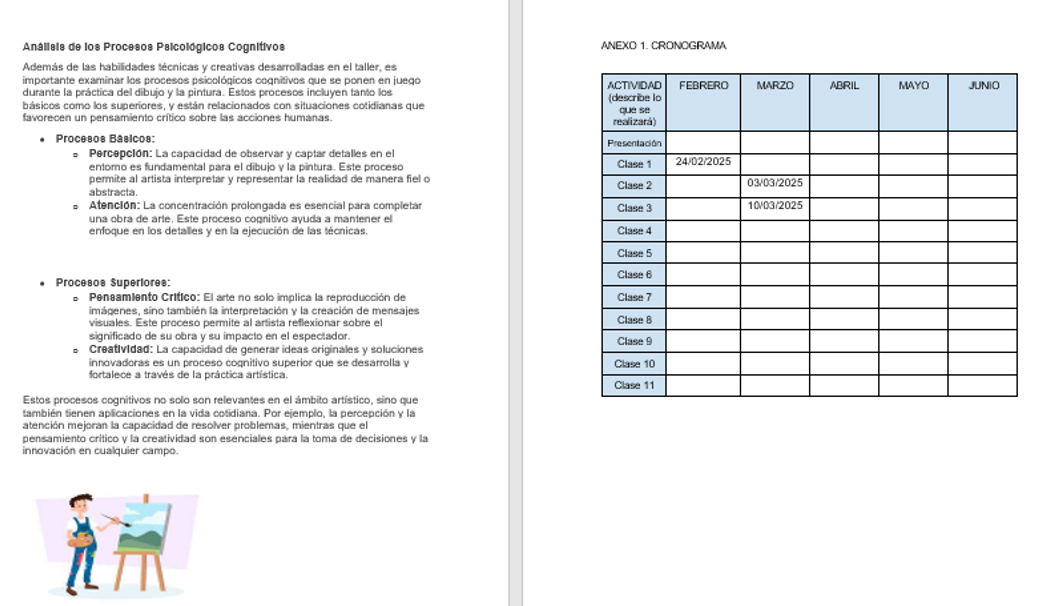 Análisis de los Procesos Psicológicos Cognitivos
Además de las habilidades técnicas y creativas desarrolladas en el taller, es
importante examinar los procesos psicológicos cognitivos que se ponen en juego
durante la práctica del dibujo y la pintura. Estos procesos incluyen tanto los
básicos como los superiores, y están relacionados con situaciones cotidianas que
favorecen un pensamiento crítico sobre las acciones humanas.
• Procesos Básicos:
o Percepción: La capacidad de observar y captar detalles en el
entorno es fundamental para el dibujo y la pintura. Este proceso
permite al artista interpretar y representar la realidad de manera fiel o
abstracta.
o Atención: La concentración prolongada es esencial para completar
una obra de arte. Este proceso cognitivo ayuda a mantener el
enfoque en los detalles y en la ejecución de las técnicas.
• Procesos Superiores:
o Pensamiento Crítico: El arte no solo implica la reproducción de
imágenes, sino también la interpretación y la creación de mensajes
visuales. Este proceso permite al artista reflexionar sobre el
significado de su obra y su impacto en el espectador.
o Creatividad: La capacidad de generar ideas originales y soluciones
innovadoras es un proceso cognitivo superior que se desarrolla y
fortalece a través de la práctica artística.
Estos procesos cognitivos no solo son relevantes en el ámbito artístico, sino que
también tienen aplicaciones en la vida cotidiana. Por ejemplo, la percepción y la
atención mejoran la capacidad de resolver problemas, mientras que el
pensamiento crítico y la creatividad son esenciales para la toma de decisiones y la
innovación en cualquier campo.
ANEXO 1. CRONOGRAMA
ACTIVIDAD FEBRERO MARZO ABRIL MAYO JUNIO
(describe lo
que se
realizará)
Presentación
Clase 1 24/02/2025
Clase 2 03/03/2025
Clase 3 10/03/2025
Clase 4
Clase 5
Clase 6
Clase 7
Clase 8
Clase 9
Clase 10
Clase 11